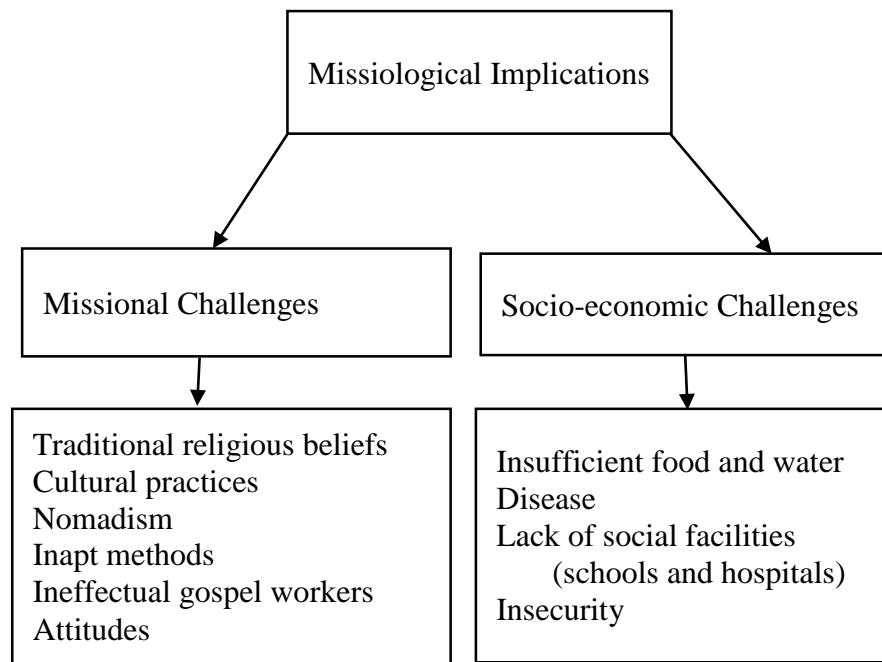 Missiological Implications
Missional Challenges
Socio-economic Challenges
Traditional religious beliefs
Cultural practices
Nomadism
Inapt methods
Ineffectual gospel workers
Attitudes
Insufficient food and water
Disease
Lack of social facilities
(schools and hospitals)
Insecurity